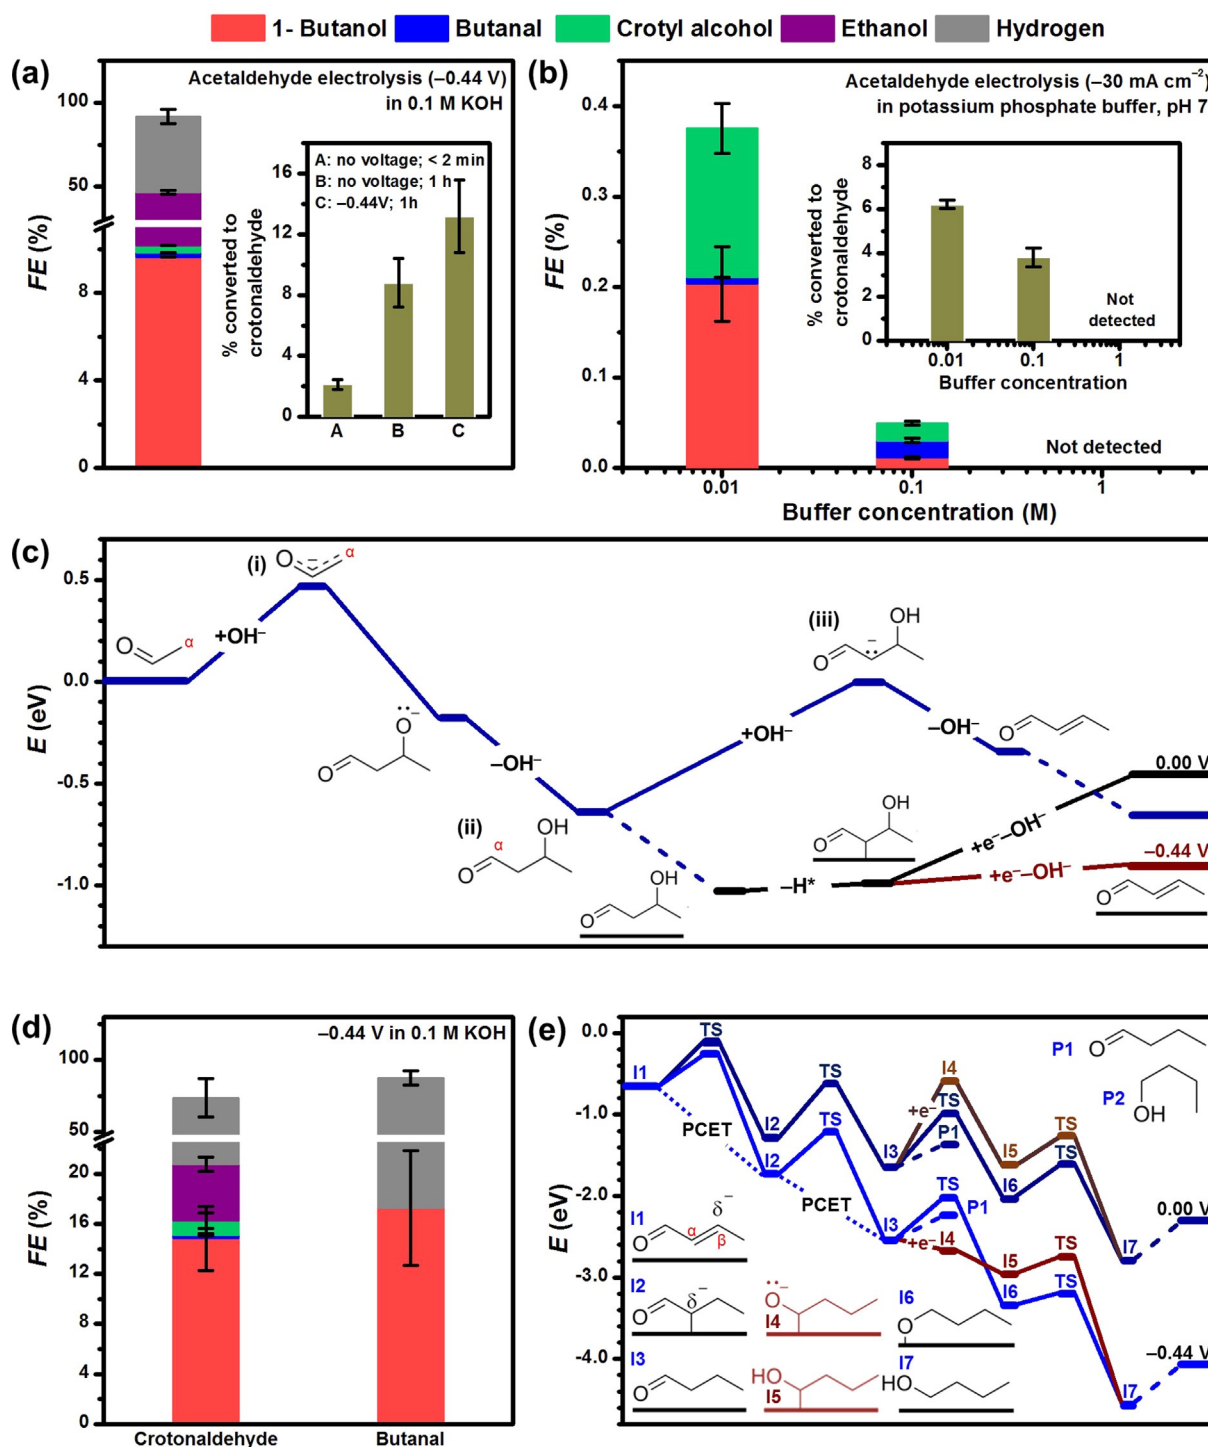 1- Butanol Butanal Crotyl alcohol Ethanol Hydrogen
(a)
Acetaldehyde electrolysis (–0.44 V)
in 0.1 M KOH
FE (%)
100
50
8
4
0
A: no voltage; < 2 min
B: no voltage; 1 h
C: –0.44V; 1h
% converted to
crotonaldehyde
16
12
8
4
0
A B C
(b)
Acetaldehyde electrolysis (–30 mA cm⁻²)
in potassium phosphate buffer, pH 7
FE (%)
0.4
0.3
0.2
0.1
0.0
% converted to
crotonaldehyde
8
6
4
2
0
Not
detected
0.01 0.1 1
Buffer concentration
Not detected
0.01 0.1 1
Buffer concentration (M)
(c)
E (eV)
0.5
0.0
-0.5
-1.0
O
α
+OH⁻
(i)
O
–
α
O
O
–
–OH⁻
(ii)
α
O
OH
O
OH
+OH⁻
(iii)
O
OH
–
–OH⁻
O
–H*
O
OH
+e⁻–OH⁻
0.00 V
+e⁻–OH⁻
–0.44 V
O
(d)
–0.44 V in 0.1 M KOH
FE (%)
100
50
20
16
12
8
4
0
Crotonaldehyde Butanal
(e)
E (eV)
0.0
-1.0
-2.0
-3.0
-4.0
I1
TS
PCET
I2
TS
I2
TS
PCET
I3
+e⁻
I4
TS
P1
I5
TS
I6
TS
I7
0.00 V
I3
TS
P1
+e⁻
I4
I5
TS
I6
TS
I7
–0.44 V
P1
O
P2
OH
I1
O
α
β
δ⁻
I2
O
δ⁻
I3
O
O
–
I4
HO
I5
I6
O
I7
HO